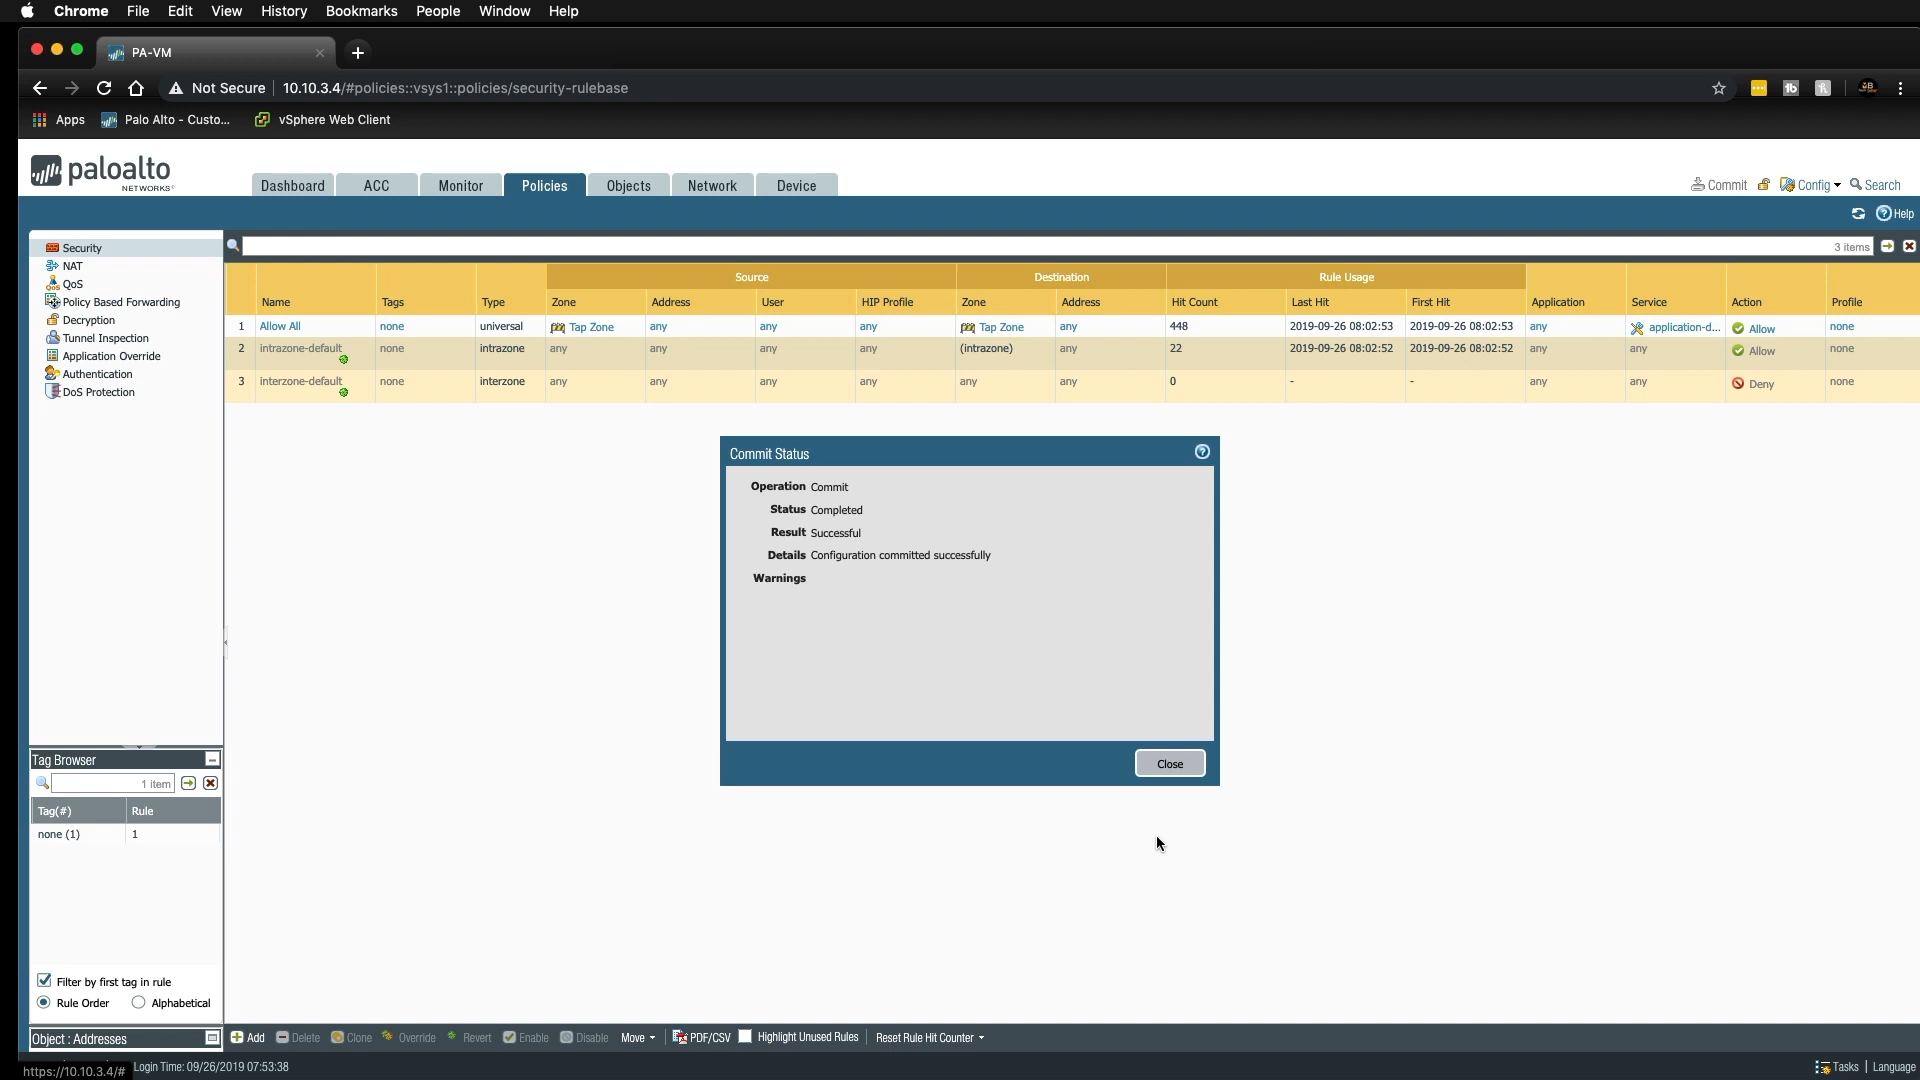 Chrome File Edit View History Bookmarks People Window Help
PA-VM
Not Secure 10.10.3.4/#policies::vsys1::policies/security-rulebase
Apps Palo Alto - Custo... vSphere Web Client
paloalto
NETWORKS
Dashboard ACC Monitor Policies Objects Network Device
Commit Config Search
Help
3 items
Security
NAT
QoS
Policy Based Forwarding
Decryption
Tunnel Inspection
Application Override
Authentication
DoS Protection
Source Destination Rule Usage
Name Tags Type Zone Address User HIP Profile Zone Address Hit Count Last Hit First Hit Application Service Action Profile
1 Allow All none universal Tap Zone any any any Tap Zone any 448 2019-09-26 08:02:53 2019-09-26 08:02:53 any application-d... Allow none
2 intrazone-default none intrazone any any any any (intrazone) any 22 2019-09-26 08:02:52 2019-09-26 08:02:52 any any Allow none
3 interzone-default none interzone any any any any any any 0 - - any any Deny none
Commit Status
Operation Commit
Status Completed
Result Successful
Details Configuration committed successfully
Warnings
Close
Tag Browser
1 item
Tag(#) Rule
none (1) 1
Filter by first tag in rule
Rule Order Alphabetical
Object : Addresses
Add Delete Clone Override Revert Enable Disable Move PDF/CSV Highlight Unused Rules Reset Rule Hit Counter
https://10.10.3.4/# Login Time: 09/26/2019 07:53:38
Tasks | Language